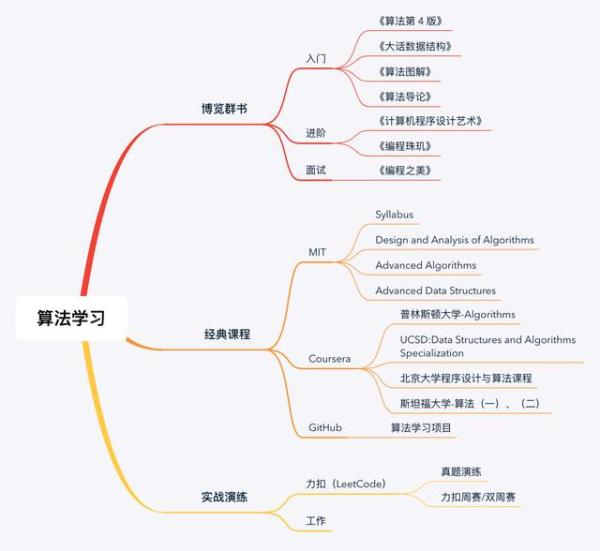 算法学习
博览群书
入门
《算法第 4 版》
《大话数据结构》
《算法图解》
《算法导论》
进阶
《计算机程序设计艺术》
《编程珠玑》
面试
《编程之美》
经典课程
MIT
Syllabus
Design and Analysis of Algorithms
Advanced Algorithms
Advanced Data Structures
Coursera
普林斯顿大学-Algorithms
UCSD:Data Structures and Algorithms
Specialization
北京大学程序设计与算法课程
斯坦福大学-算法（一）、（二）
GitHub
算法学习项目
实战演练
力扣（LeetCode）
真题演练
力扣周赛/双周赛
工作